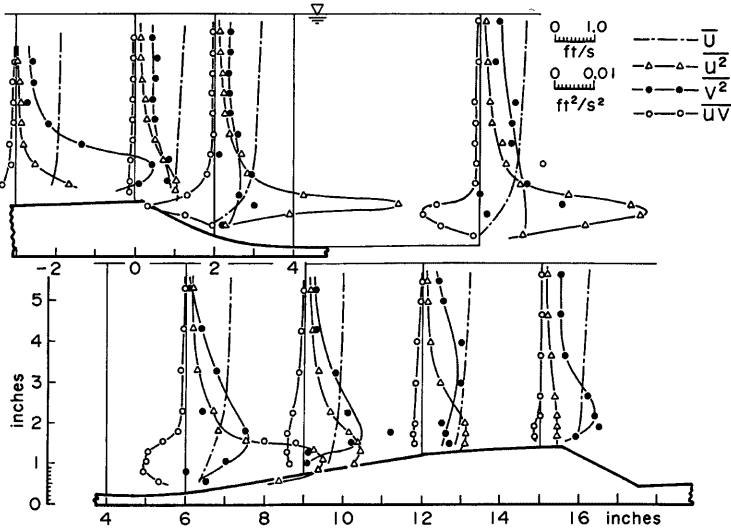 0 1.0
ft/s
0 0.01
ft²/s²
U̅
u²
v²
uv
-2 0 2 4
5
4
3
2
1
0
inches
4 6 8 10 12 14 16 inches